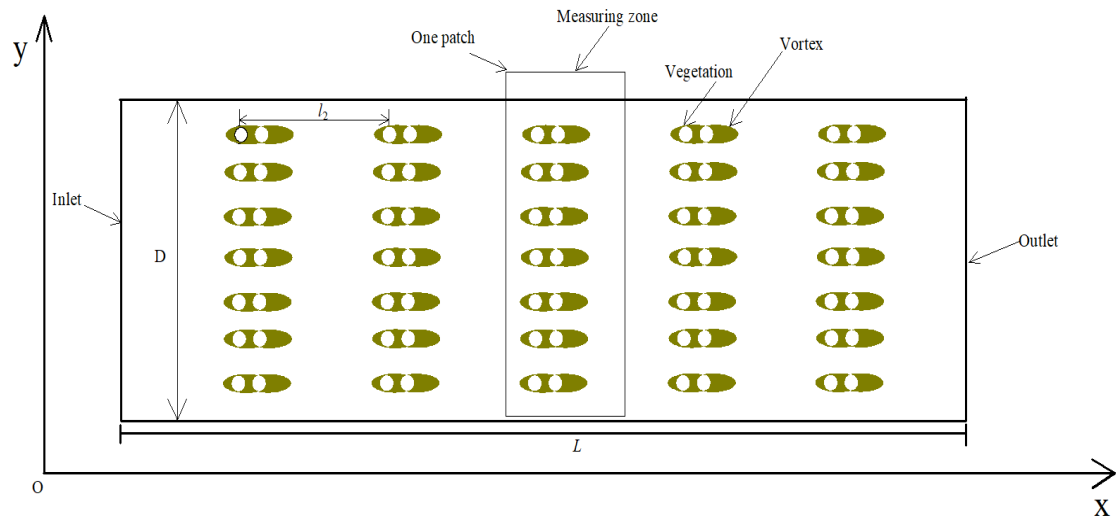 Measuring zone
One patch
Vortex
y
Vegetation
l2
Inlet
D
Outlet
L
O
x